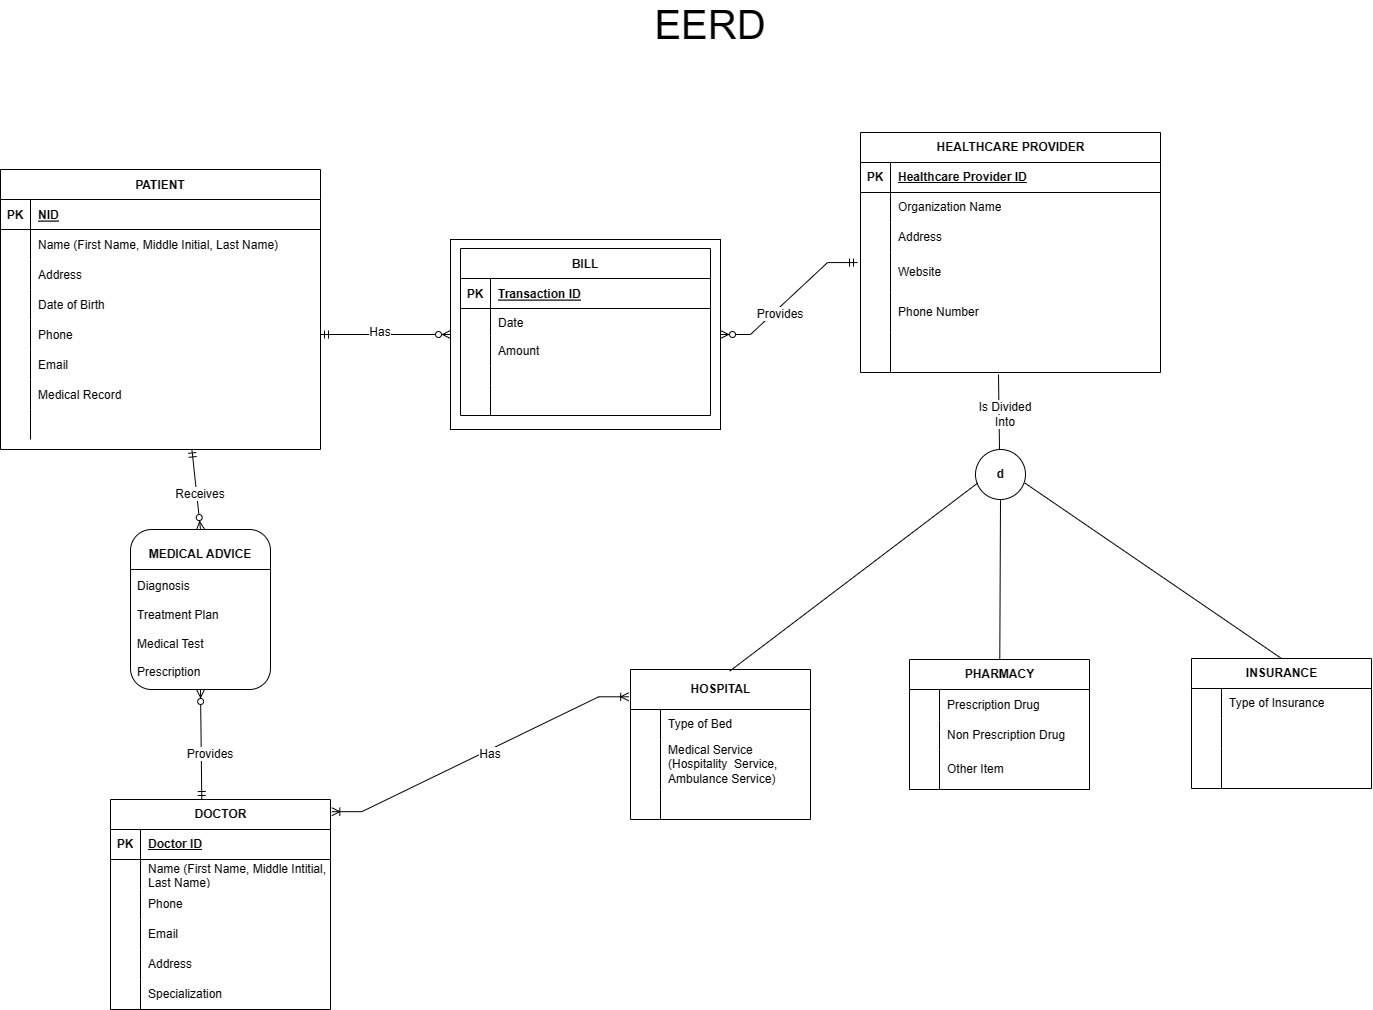 EERD
HEALTHCARE PROVIDER
PK Healthcare Provider ID
Organization Name
Address
Website
Phone Number
PATIENT
PK NID
Name (First Name, Middle Initial, Last Name)
Address
Date of Birth
Phone
Email
Medical Record
BILL
PK Transaction ID
Date
Amount
Has
Provides
Is Divided
Into
d
Receives
MEDICAL ADVICE
Diagnosis
Treatment Plan
Medical Test
Prescription
Provides
Has
HOSPITAL
Type of Bed
Medical Service
(Hospitality Service,
Ambulance Service)
PHARMACY
Prescription Drug
Non Prescription Drug
Other Item
INSURANCE
Type of Insurance
DOCTOR
PK Doctor ID
Name (First Name, Middle Intitial,
Last Name)
Phone
Email
Address
Specialization